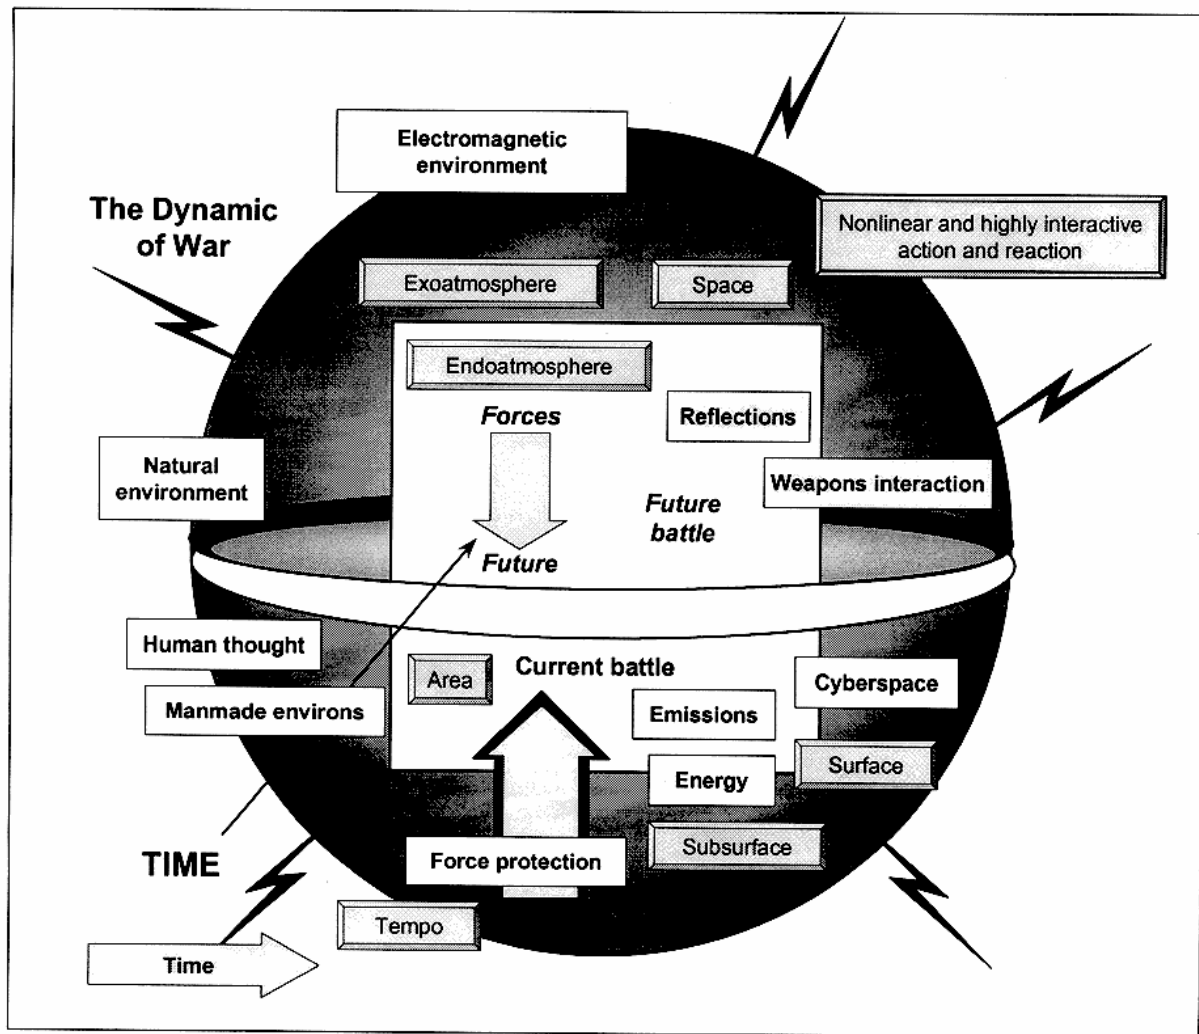 Electromagnetic
environment
The Dynamic
of War
Nonlinear and highly interactive
action and reaction
Exoatmosphere
Space
Endoatmosphere
Forces
Reflections
Natural
environment
Weapons interaction
Future
battle
Future
Human thought
Current battle
Area
Cyberspace
Manmade environs
Emissions
Surface
Energy
Subsurface
TIME
Force protection
Tempo
Time